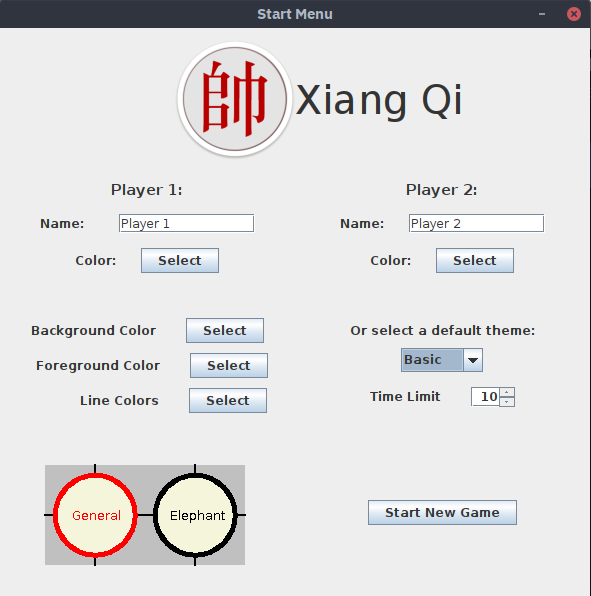 Start Menu
帥 Xiang Qi
Player 1:
Player 2:
Name: Player 1
Name: Player 2
Color: Select
Color: Select
Background Color Select
Or select a default theme:
Foreground Color Select
Basic
Line Colors Select
Time Limit 10
General Elephant
Start New Game